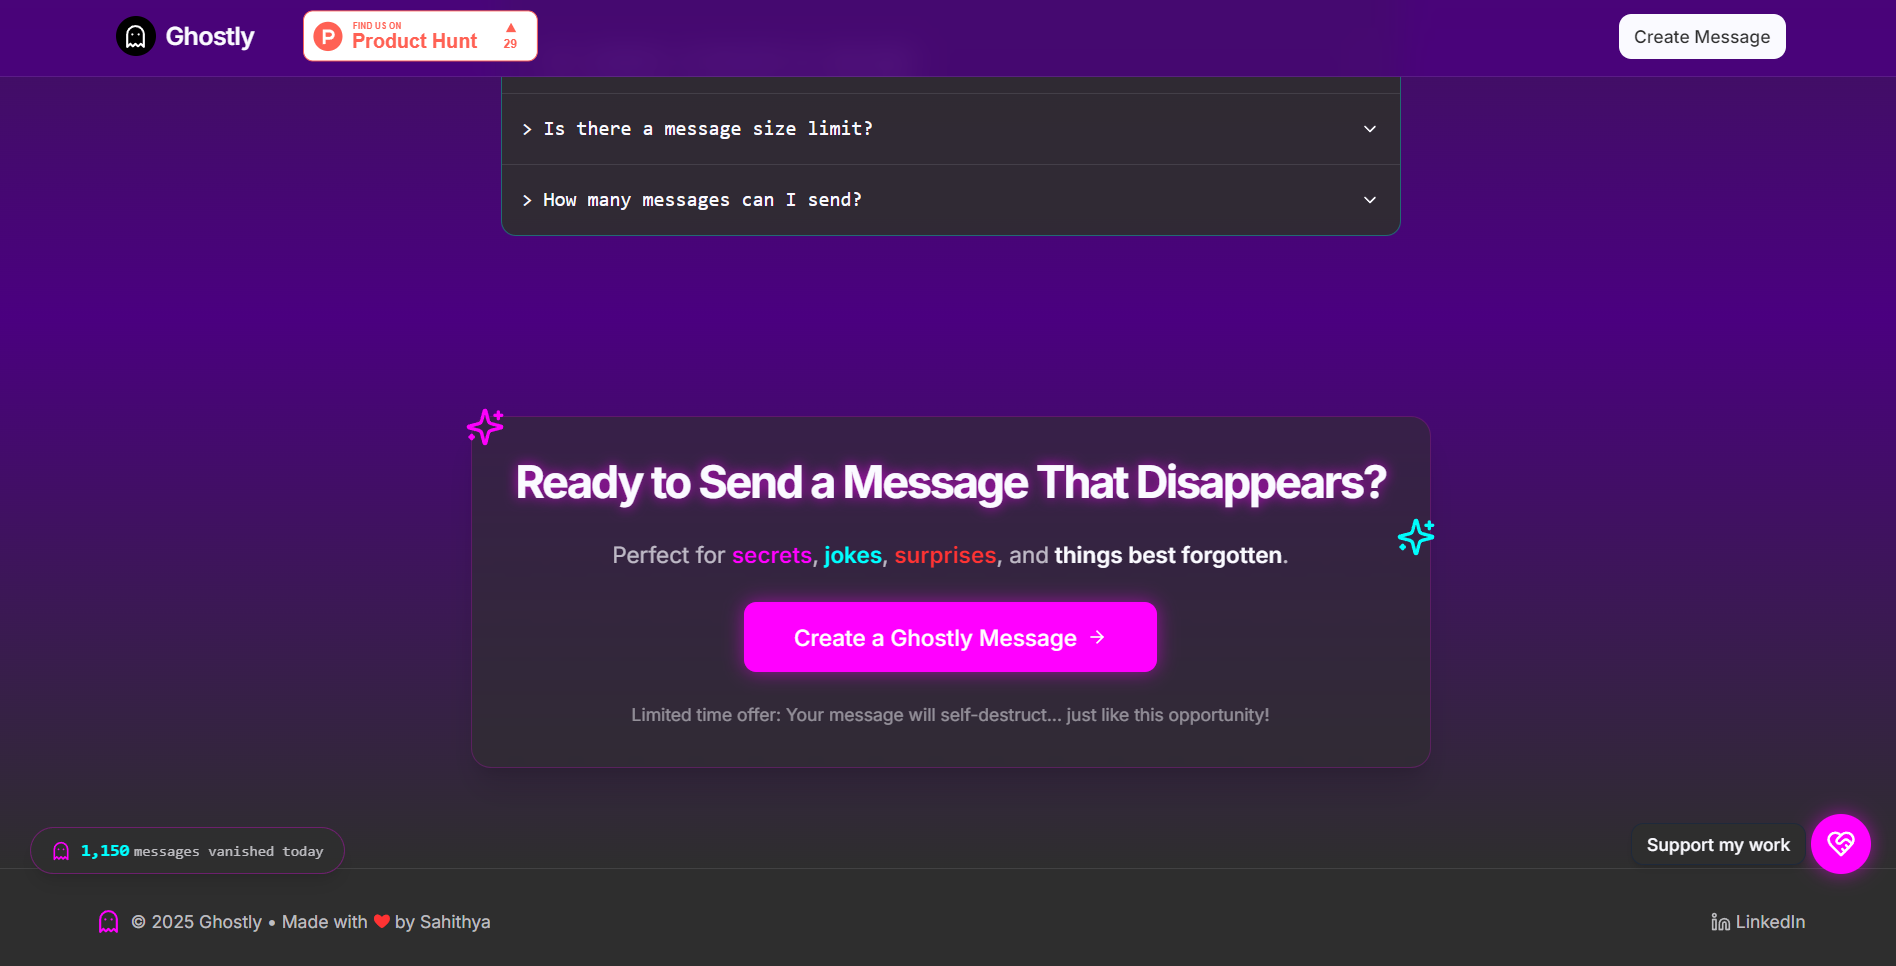 Ghostly
FIND US ON
Product Hunt
29
Create Message
> Is there a message size limit?
> How many messages can I send?
Ready to Send a Message That Disappears?
Perfect for secrets, jokes, surprises, and things best forgotten.
Create a Ghostly Message →
Limited time offer: Your message will self-destruct... just like this opportunity!
1,150 messages vanished today
Support my work
© 2025 Ghostly • Made with ❤ by Sahithya
LinkedIn